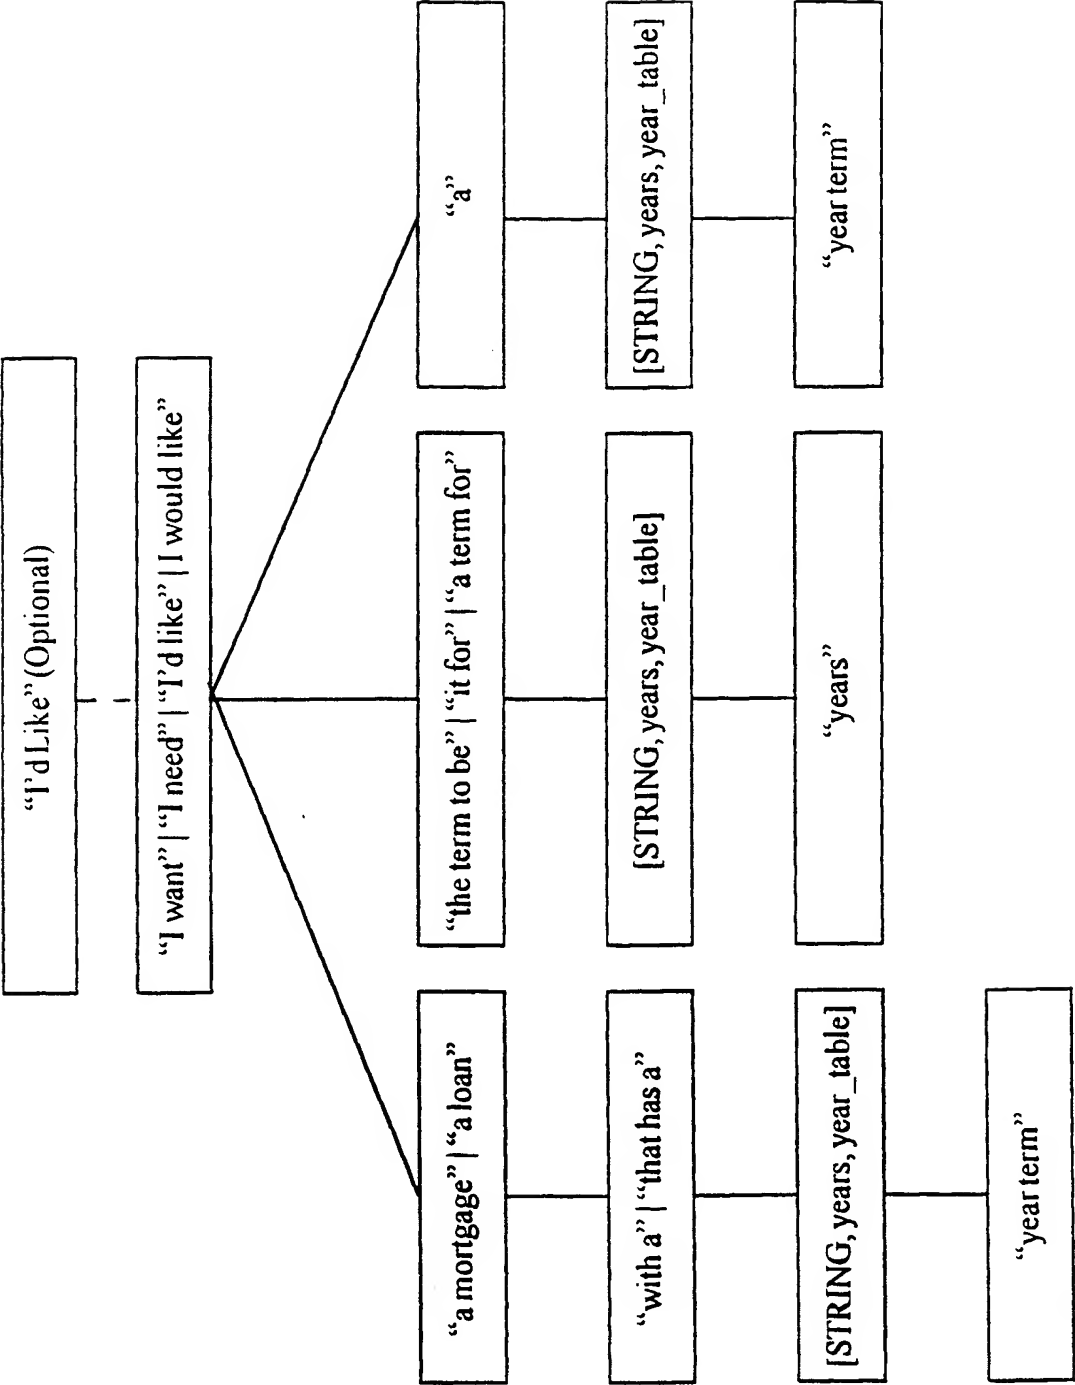 “I’d Like” (Optional)
“I want” | “I need” | “I’d like” | I would like”
“a mortgage” | “a loan”
“with a” | “that has a”
[STRING, years, year_table]
“year term”
“the term to be” | “it for” | “a term for”
[STRING, years, year_table]
“years”
“a”
[STRING, years, year_table]
“year term”